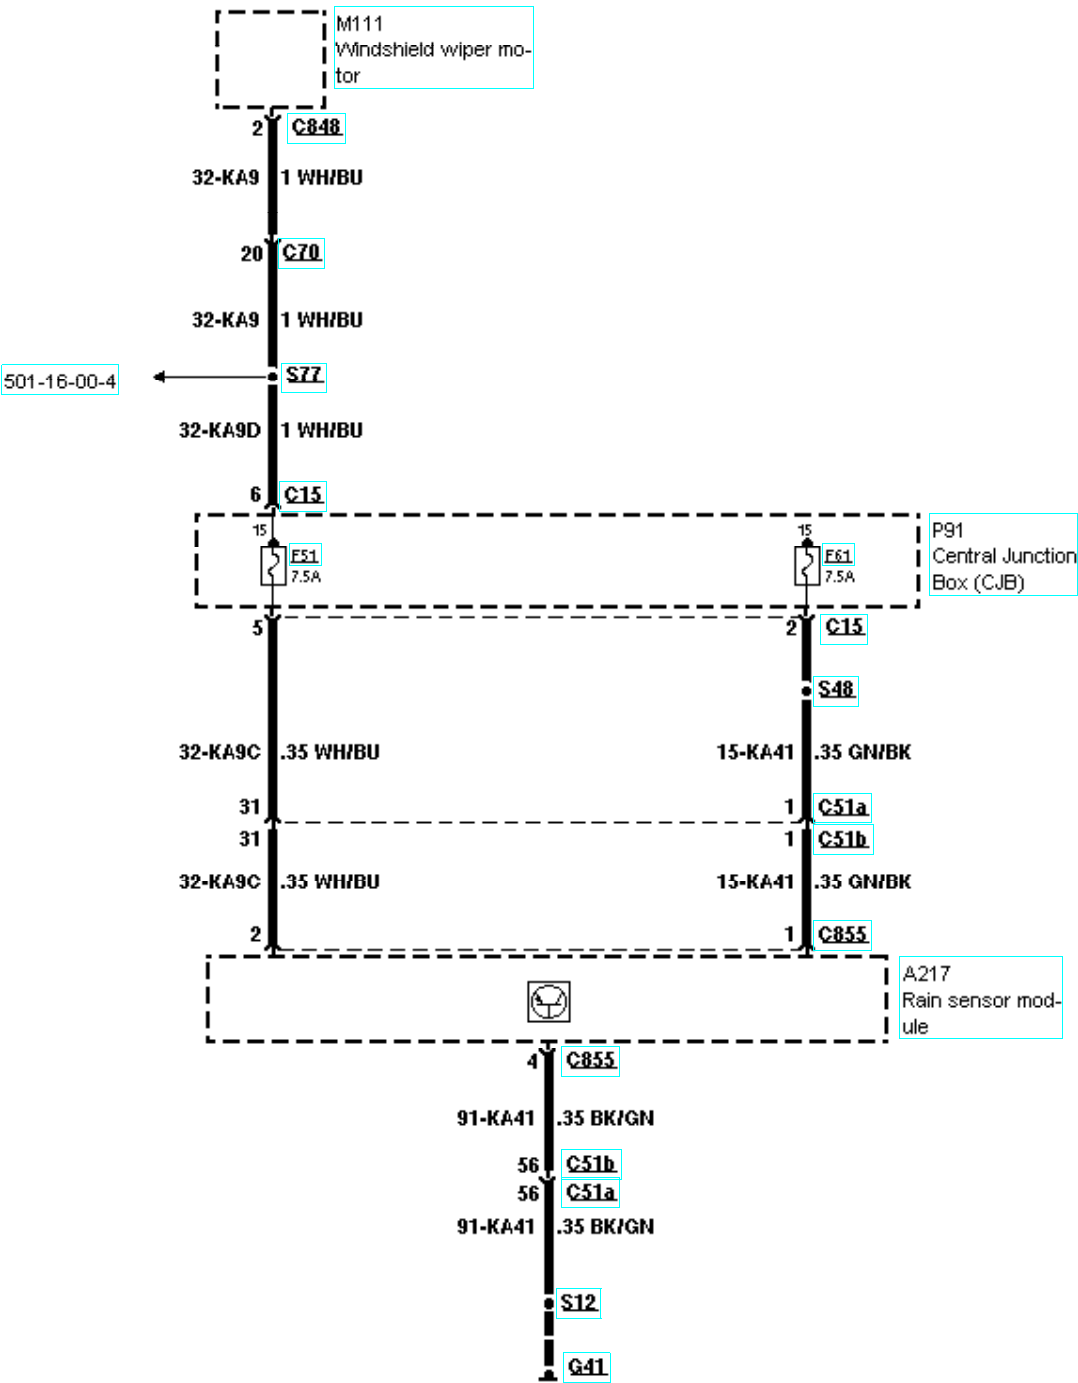 M111
Windshield wiper mo-
tor
2 C848
32-KA9 1 WH/BU
20 C70
32-KA9 1 WH/BU
501-16-00-4
S77
32-KA9D 1 WH/BU
6 C15
15
F51
7.5A
15
F61
7.5A
P91
Central Junction
Box (CJB)
5
2 C15
S48
32-KA9C .35 WH/BU
15-KA41 .35 GN/BK
31
1 C51a
31
1 C51b
32-KA9C .35 WH/BU
15-KA41 .35 GN/BK
2
1 C855
A217
Rain sensor mod-
ule
4 C855
91-KA41 .35 BK/GN
56 C51b
56 C51a
91-KA41 .35 BK/GN
S12
G41